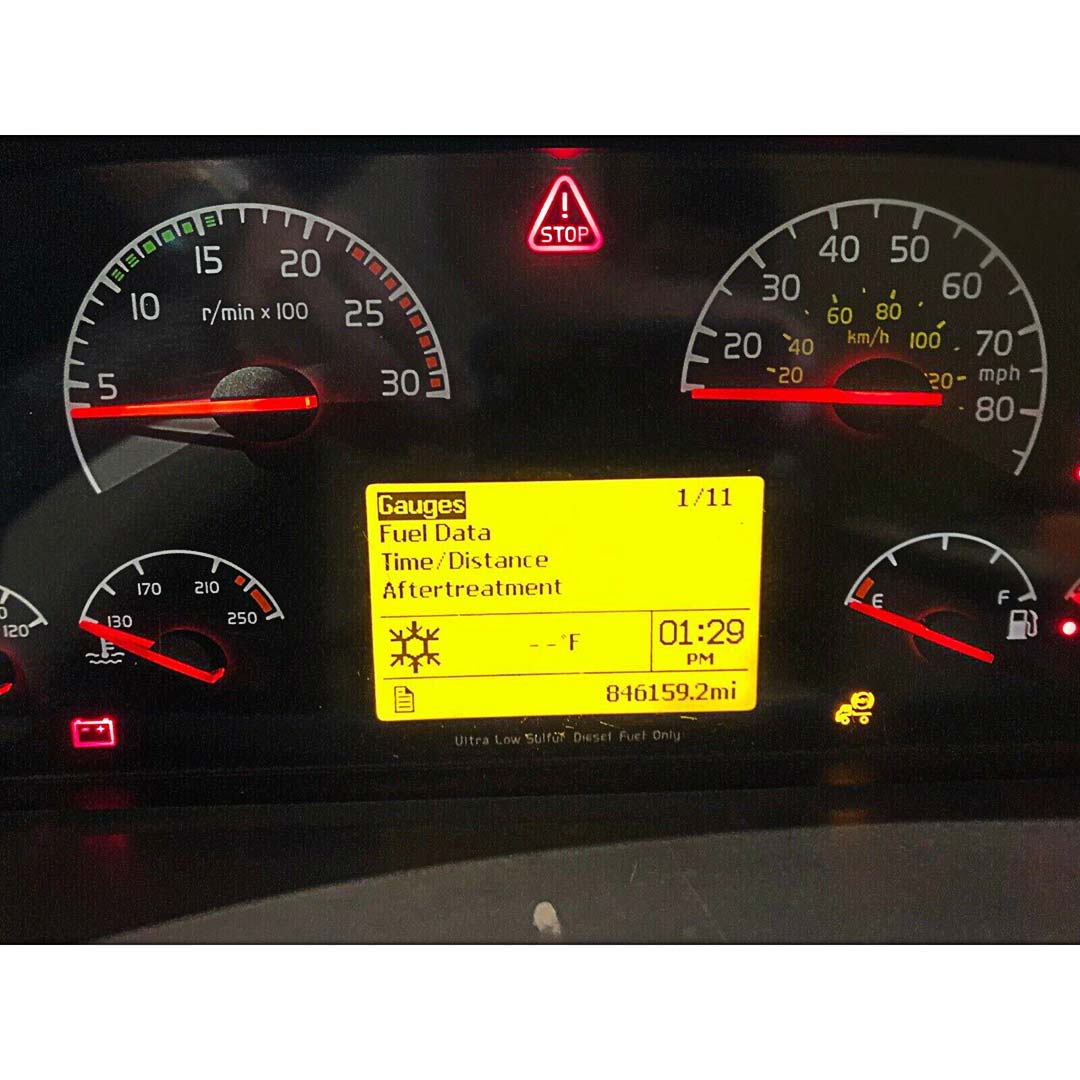 !
STOP
5
10
15
20
25
30
r/min x 100
20
30
40
50
60
70
80
mph
20
40
60
80
100
km/h
Gauges 1/11
Fuel Data
Time/Distance
Aftertreatment
--°F
01:29
PM
846159.2mi
Ultra Low Sulfur Diesel Fuel Only
120
130
170
210
250
E
F
- +